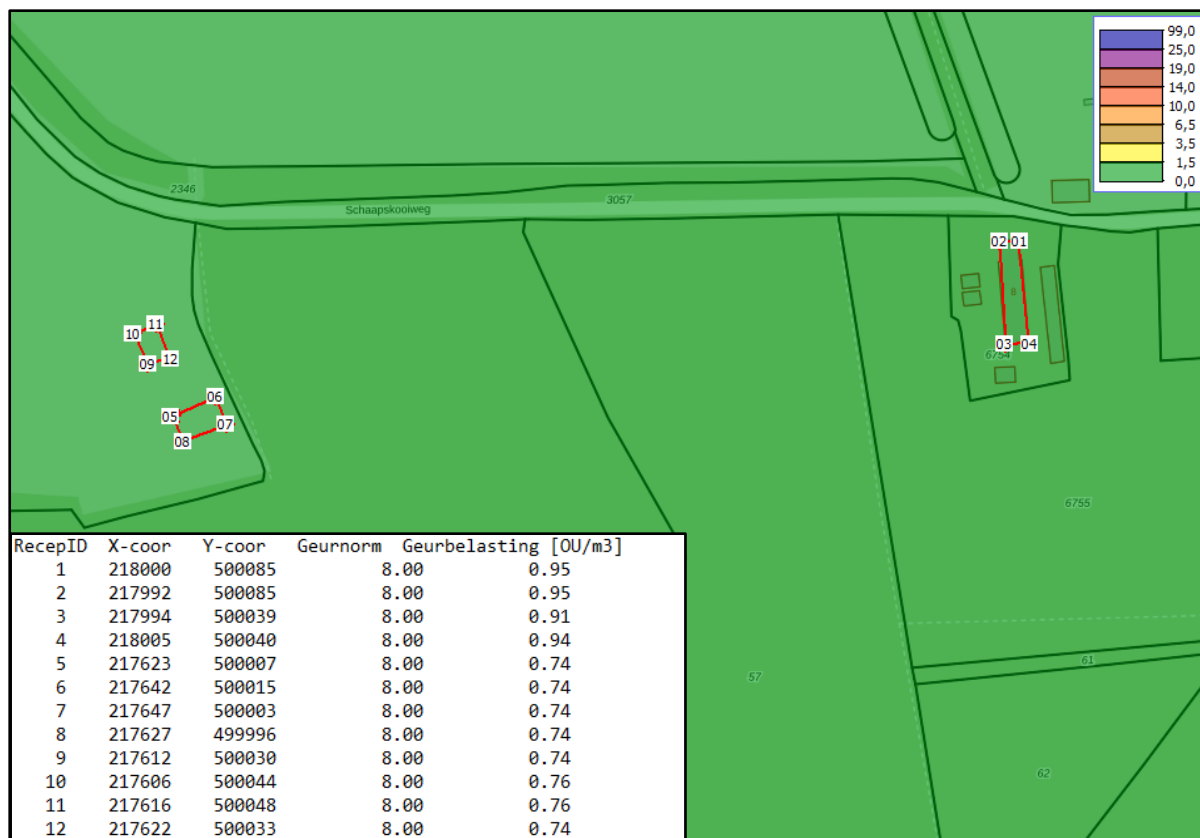 99,0
25,0
19,0
14,0
10,0
6,5
3,5
1,5
0,0
2346
Schaapskooiweg
3057
02 01
8
03 04
6754
11
10
12
09
06
05
07
08
6755
57
61
62
RecepID X-coor Y-coor Geurnorm Geurbelasting [OU/m3]
1 218000 500085 8.00 0.95
2 217992 500085 8.00 0.95
3 217994 500039 8.00 0.91
4 218005 500040 8.00 0.94
5 217623 500007 8.00 0.74
6 217642 500015 8.00 0.74
7 217647 500003 8.00 0.74
8 217627 499996 8.00 0.74
9 217612 500030 8.00 0.74
10 217606 500044 8.00 0.76
11 217616 500048 8.00 0.76
12 217622 500033 8.00 0.74